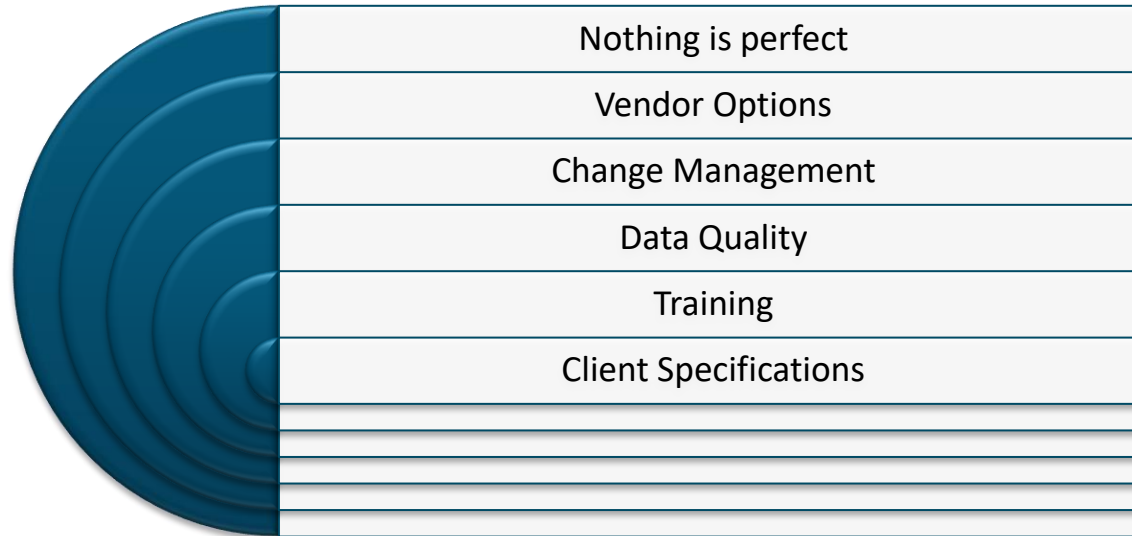 Nothing is perfect
Vendor Options
Change Management
Data Quality
Training
Client Specifications